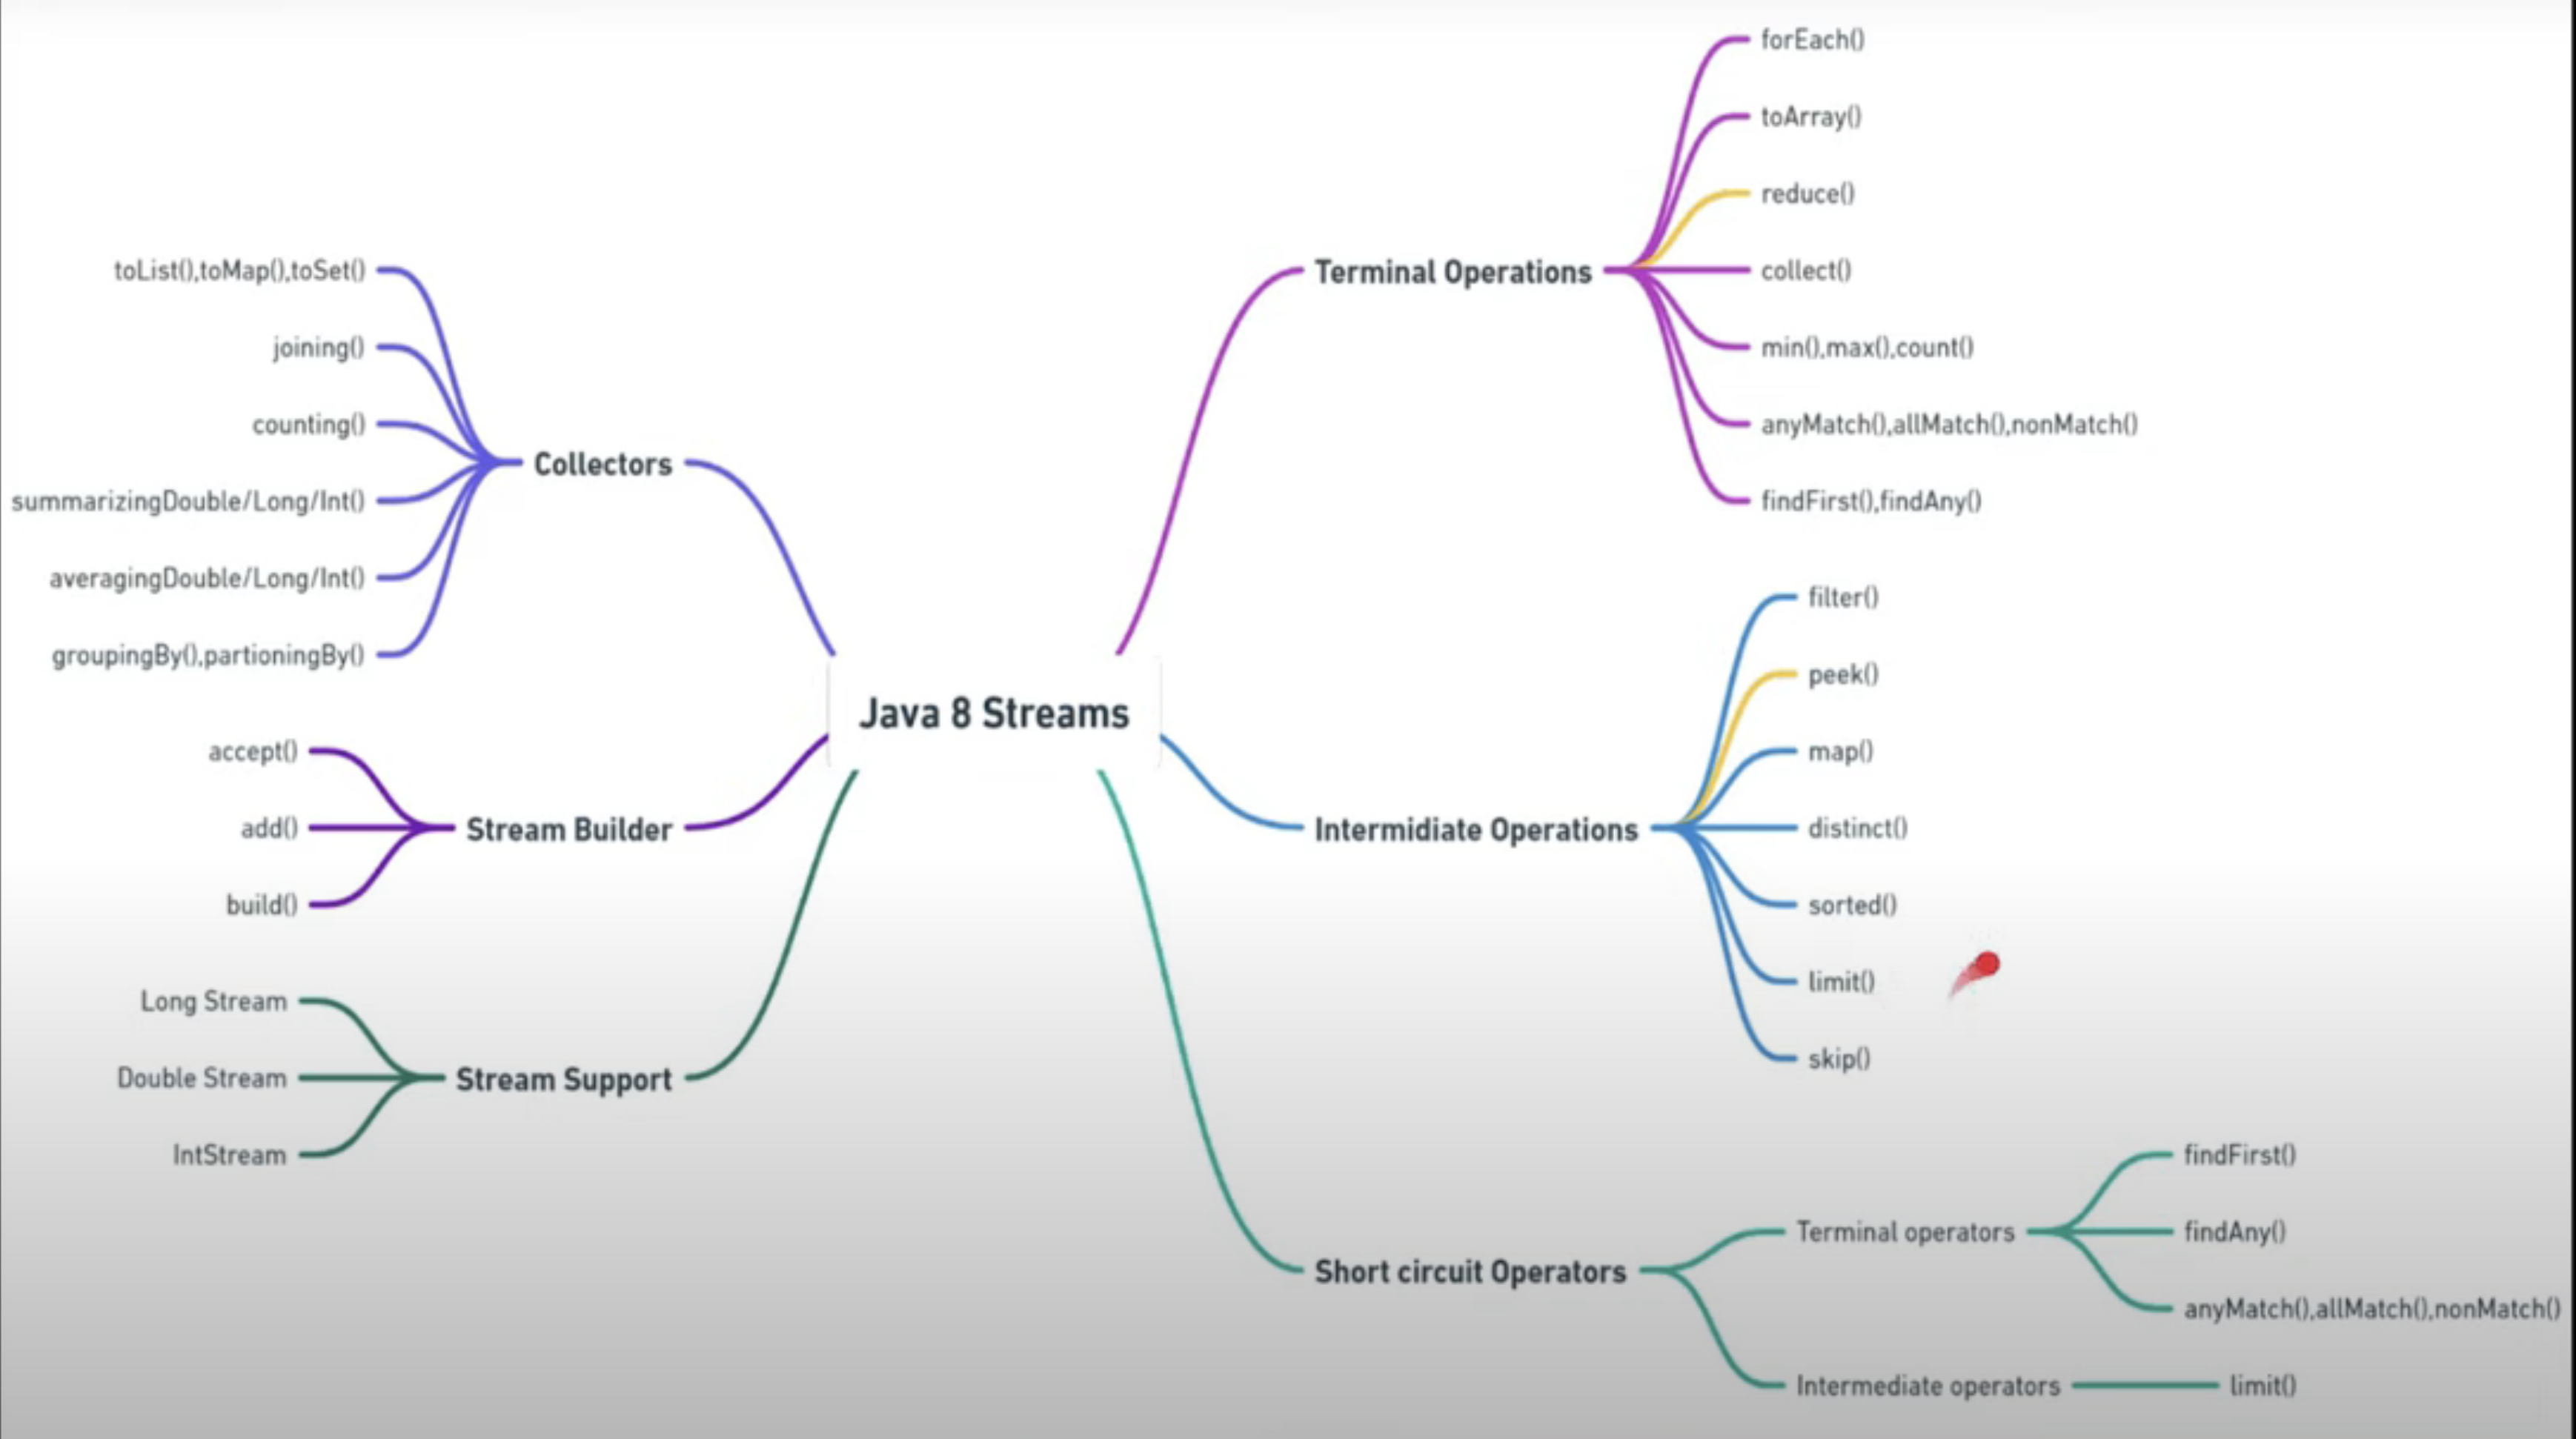 Java 8 Streams
Terminal Operations
forEach()
toArray()
reduce()
collect()
min(),max(),count()
anyMatch(),allMatch(),nonMatch()
findFirst(),findAny()
Intermidiate Operations
filter()
peek()
map()
distinct()
sorted()
limit()
skip()
Short circuit Operators
Terminal operators
findFirst()
findAny()
anyMatch(),allMatch(),nonMatch()
Intermediate operators
limit()
Collectors
toList(),toMap(),toSet()
joining()
counting()
summarizingDouble/Long/Int()
averagingDouble/Long/Int()
groupingBy(),partioningBy()
Stream Builder
accept()
add()
build()
Stream Support
Long Stream
Double Stream
IntStream